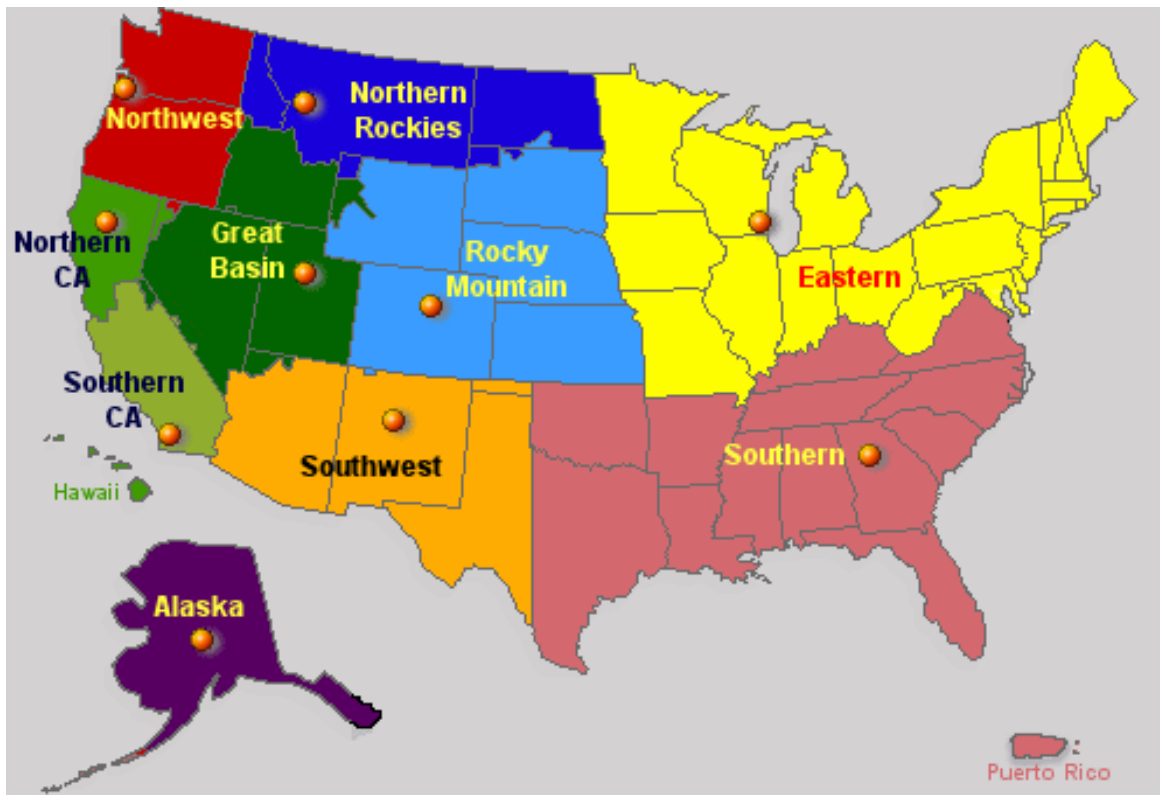 Northwest
Northern
Rockies
Northern
CA
Great
Basin
Rocky
Mountain
Eastern
Southern
CA
Southwest
Southern
Hawaii
Alaska
Puerto Rico